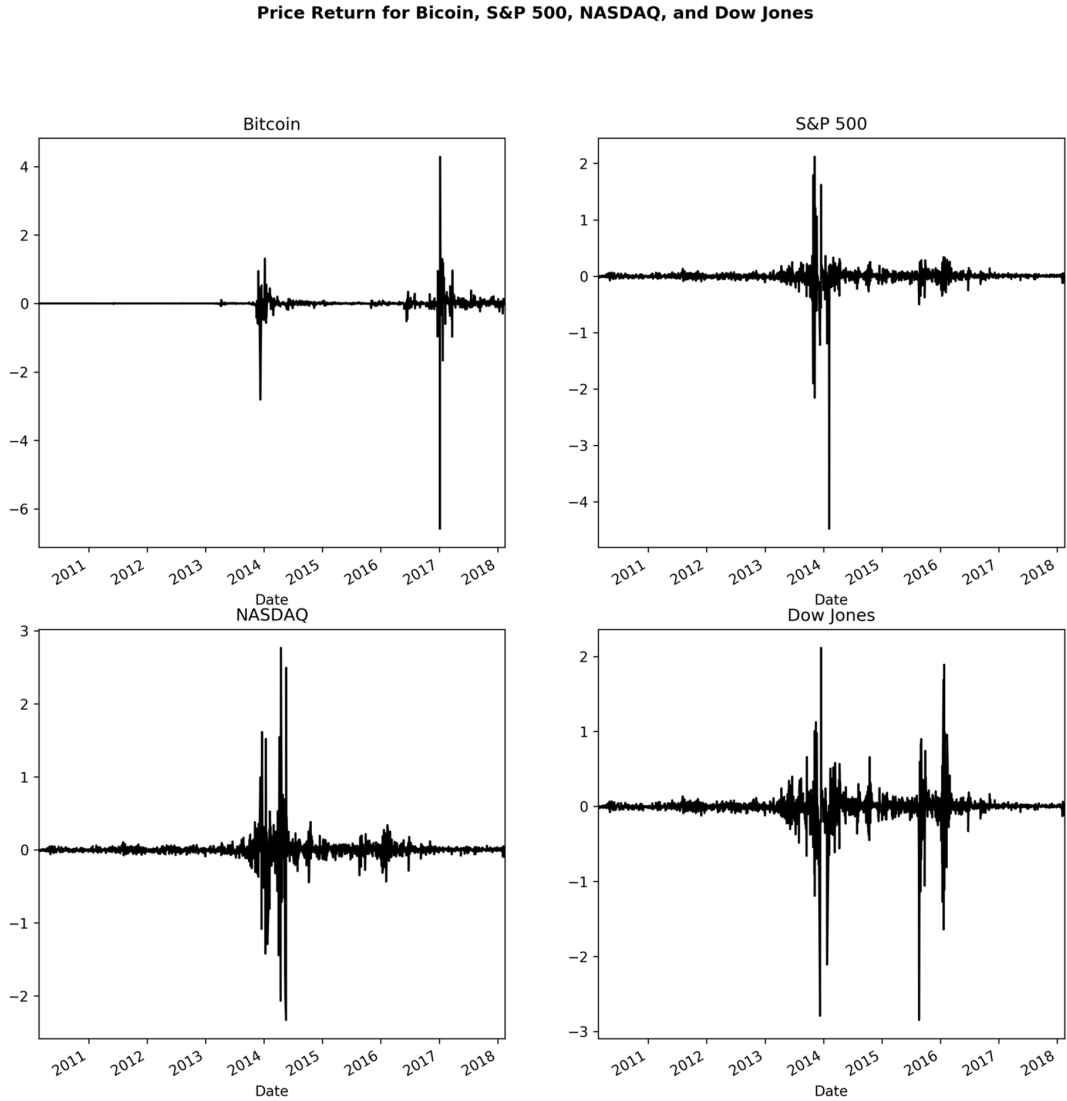 Price Return for Bicoin, S&P 500, NASDAQ, and Dow Jones
Bitcoin
4
2
0
−2
−4
−6
2011 2012 2013 2014 2015 2016 2017 2018
Date
S&P 500
2
1
0
−1
−2
−3
−4
2011 2012 2013 2014 2015 2016 2017 2018
Date
NASDAQ
3
2
1
0
−1
−2
2011 2012 2013 2014 2015 2016 2017 2018
Date
Dow Jones
2
1
0
−1
−2
−3
2011 2012 2013 2014 2015 2016 2017 2018
Date